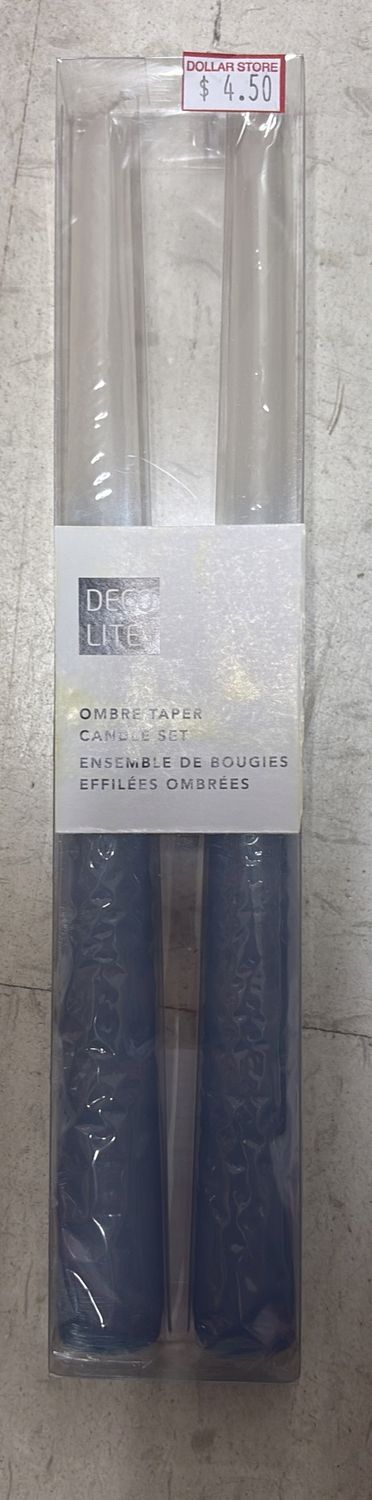 DOLLAR STORE
$ 4.50
DECO
LITE
OMBRE TAPER
CANDLE SET
ENSEMBLE DE BOUGIES
EFFILÉES OMBRÉES